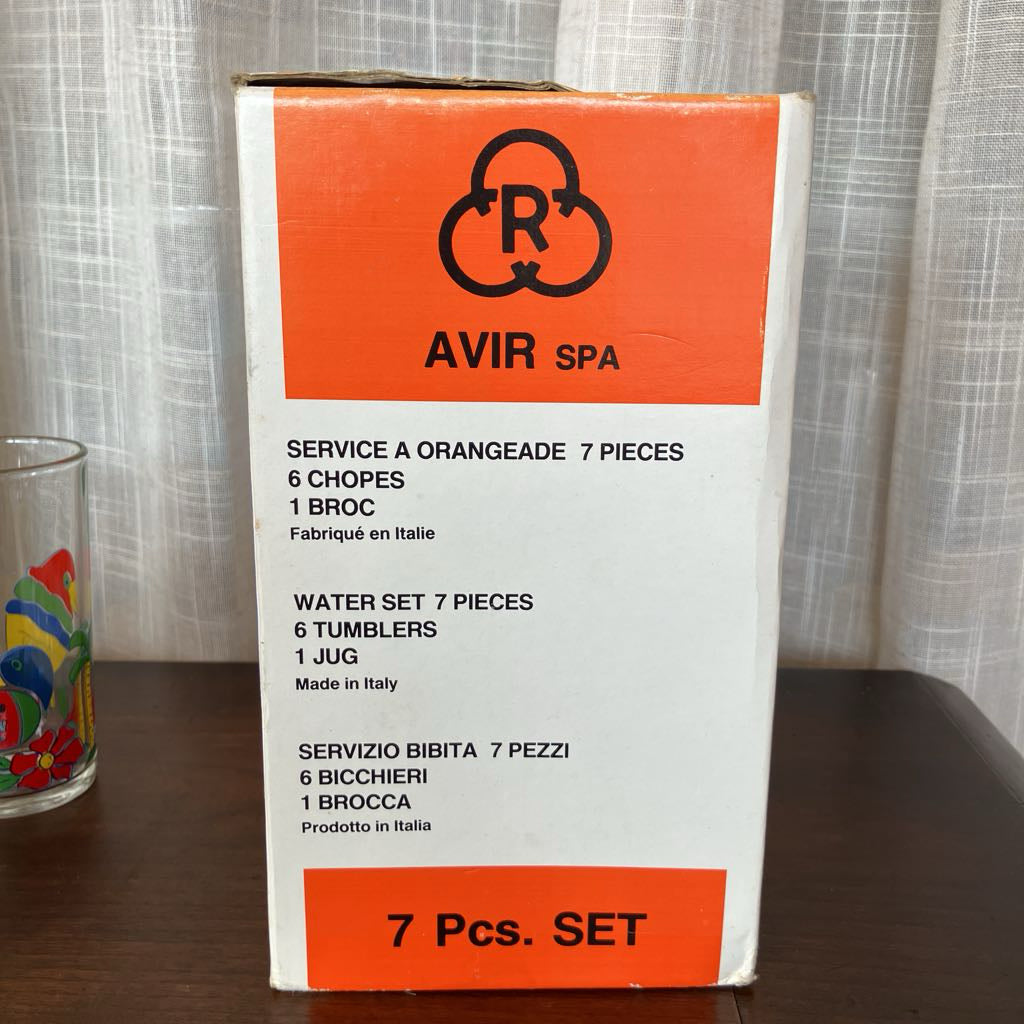 R
AVIR SPA
SERVICE A ORANGEADE 7 PIECES
6 CHOPES
1 BROC
Fabriqué en Italie
WATER SET 7 PIECES
6 TUMBLERS
1 JUG
Made in Italy
SERVIZIO BIBITA 7 PEZZI
6 BICCHIERI
1 BROCCA
Prodotto in Italia
7 Pcs. SET